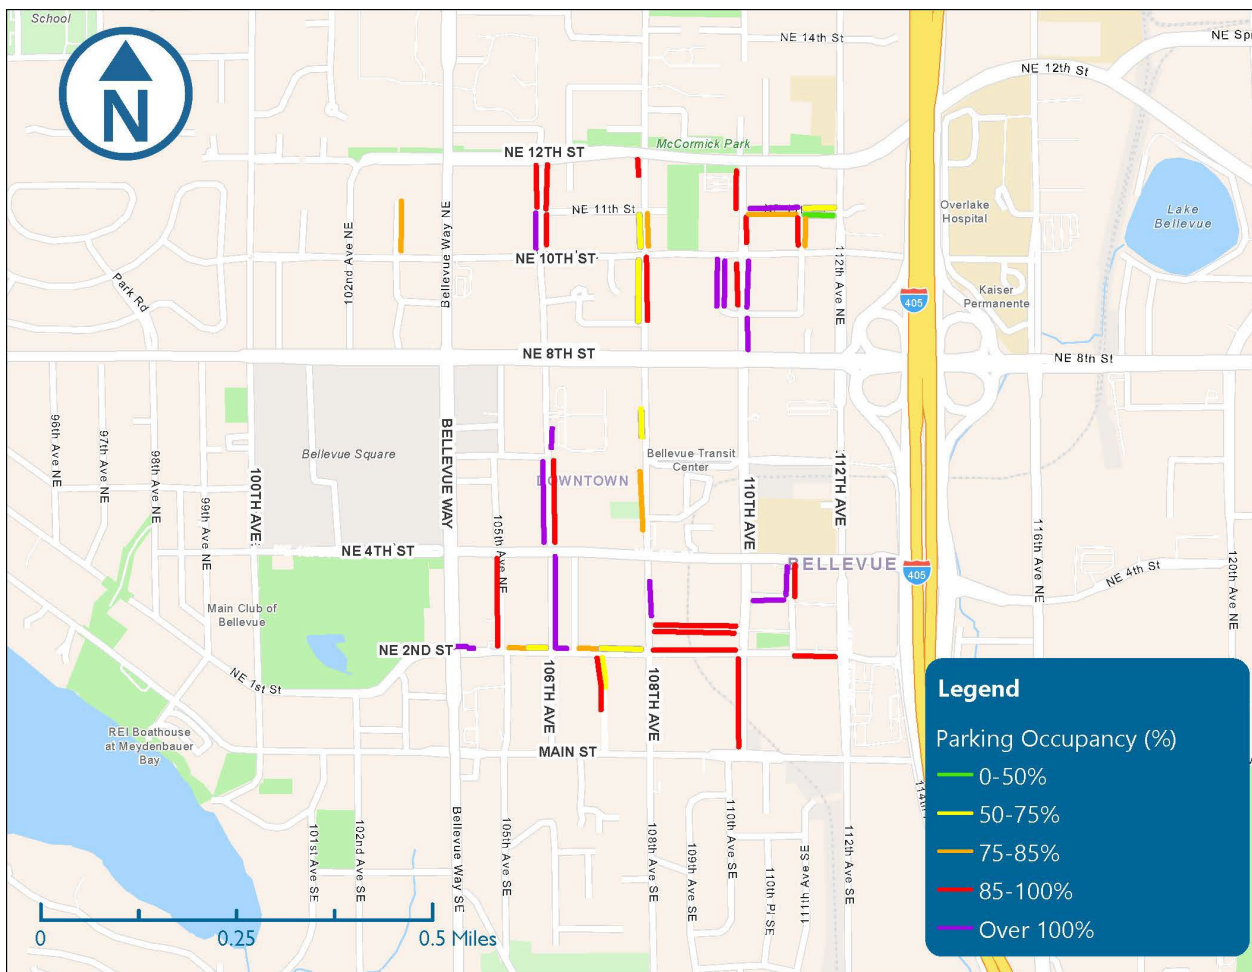 School
NE 14th St
NE Spr
N
NE 12th St
McCormick Park
NE 12TH ST
NE 11th St
Overlake
Hospital
Lake
Bellevue
102nd Ave NE
Bellevue Way NE
NE 10TH ST
112th Ave NE
Park Rd
Kaiser
Permanente
405
NE 8TH ST
NE 8th St
96th Ave NE
97th Ave NE
98th Ave NE
99th Ave NE
100TH AVE
Bellevue Square
BELLEVUE WAY
DOWNTOWN
Bellevue Transit
Center
110TH AVE
112TH AVE
105th Ave NE
116th Ave NE
120th Ave NE
NE 4TH ST
BELLEVUE
405
NE 4th St
Main Club of
Bellevue
NE 2ND ST
NE 1st St
106TH AVE
108TH AVE
REI Boathouse
at Meydenbauer
Bay
MAIN ST
114th
101st Ave SE
102nd Ave SE
Bellevue Way SE
105th Ave SE
108th Ave SE
109th Ave SE
110th Ave SE
110th Pl SE
111th Ave SE
112th Ave SE
0
0.25
0.5 Miles
Legend
Parking Occupancy (%)
0-50%
50-75%
75-85%
85-100%
Over 100%